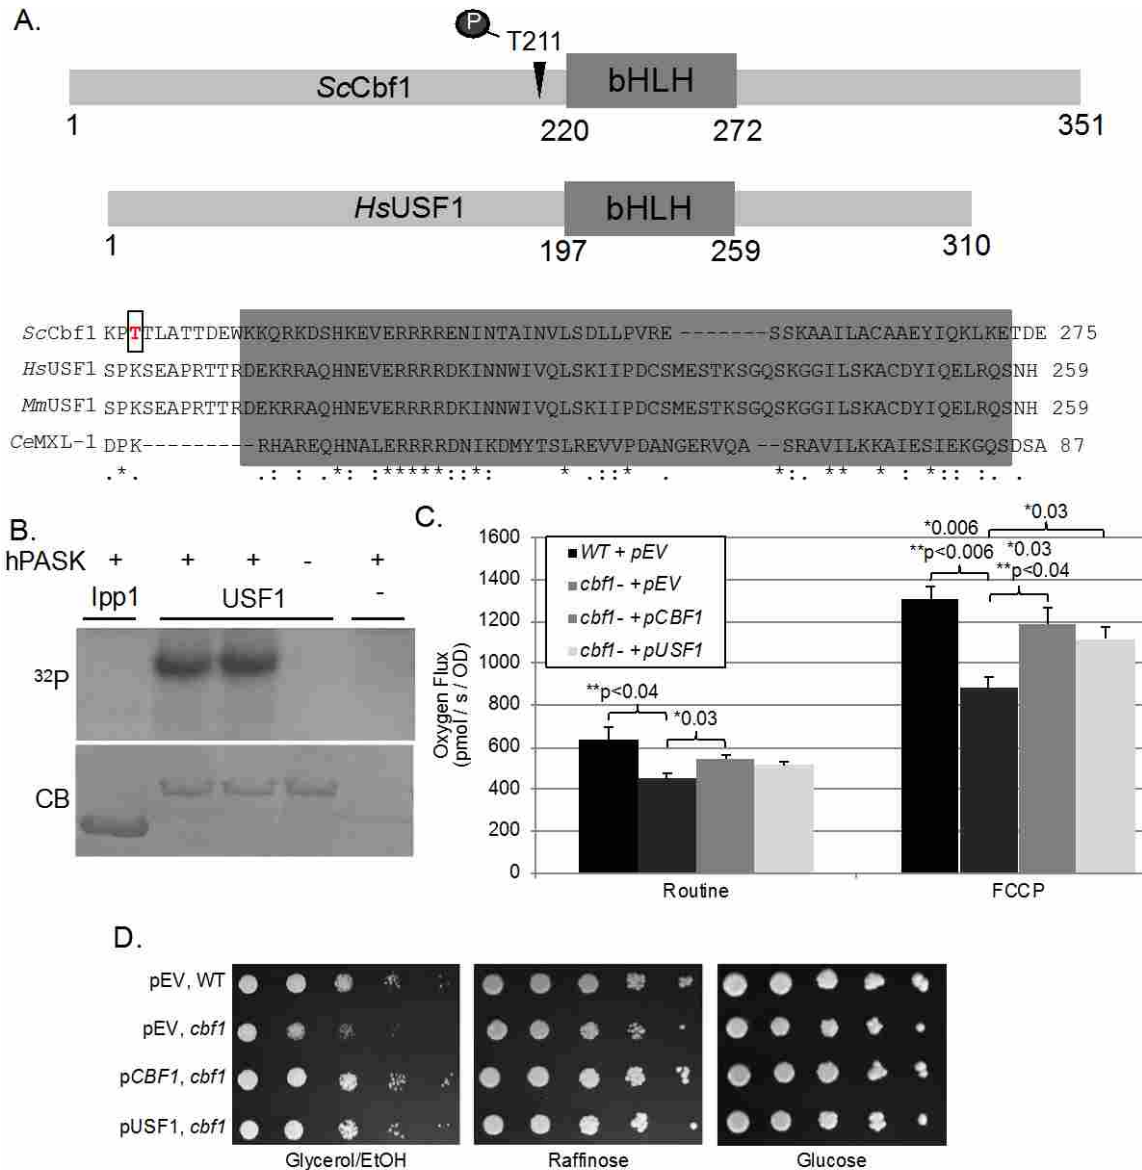 A.
P
T211
ScCbf1
bHLH
1
220
272
351
HsUSF1
bHLH
1
197
259
310
ScCbf1 KPTTLATTDEWKKQRKDSHKEVERRRRENINTAINVLSDLLPVRE-------SSKAAILACAAEYIQKLKETDE 275
HsUSF1 SPKSEAPRTTRDEKRRAQHNEVERRRRDKINNWIVQLSKIIPDCSMESTKSGQSKGGILSKACDYIQELRQSNH 259
MmUSF1 SPKSEAPRTTRDEKRRAQHNEVERRRRDKINNWIVQLSKIIPDCSMESTKSGQSKGGILSKACDYIQELRQSNH 259
CeMXL-1 DPK---------RHAREQHNALERRRRDNIKDMYTSLREVVPDANGERVQA--SRAVILKKAIESIEKGQSDSA 87
.*. .:: .* :.:*****::*: * .:: * . *: .** * :*::. .
B.
hPASK + + + - +
Ipp1 USF1 -
32P
CB
C.
Oxygen Flux
(pmol / s / OD)
1600
1400
1200
1000
800
600
400
200
0
WT + pEV
cbf1- + pEV
cbf1- + pCBF1
cbf1- + pUSF1
**p<0.04
*0.03
*0.03
*0.006
**p<0.006
*0.03
**p<0.04
Routine
FCCP
D.
pEV, WT
pEV, cbf1
pCBF1, cbf1
pUSF1, cbf1
Glycerol/EtOH
Raffinose
Glucose